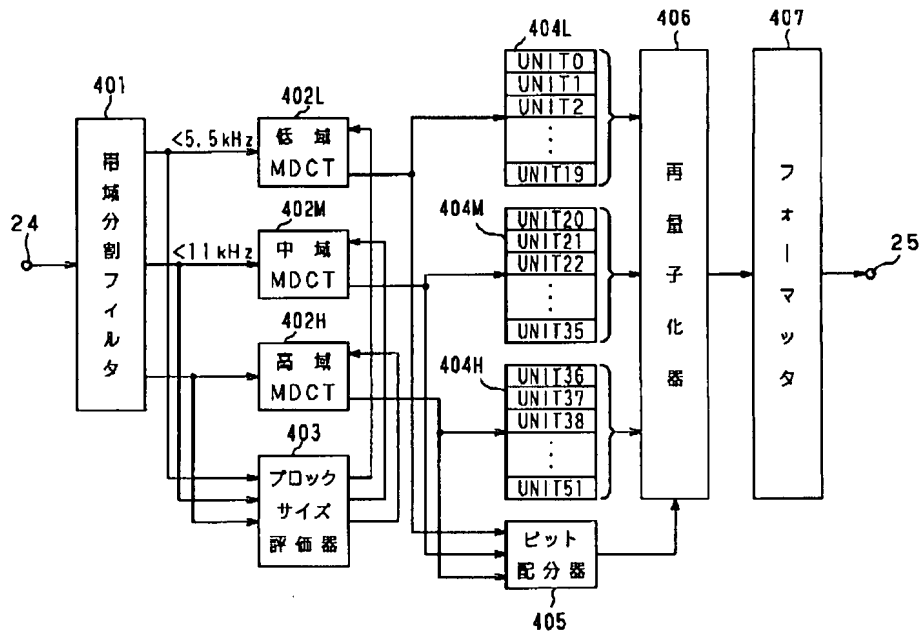 401
帯域分割フィルタ
24
<5.5kHz
<11kHz
402L
低域
MDCT
402M
中域
MDCT
402H
高域
MDCT
403
ブロック
サイズ
評価器
404L
UNIT0
UNIT1
UNIT2
⋮
UNIT19
404M
UNIT20
UNIT21
UNIT22
⋮
UNIT35
404H
UNIT36
UNIT37
UNIT38
⋮
UNIT51
ビット
配分器
405
406
再量子化器
407
フォーマッタ
25